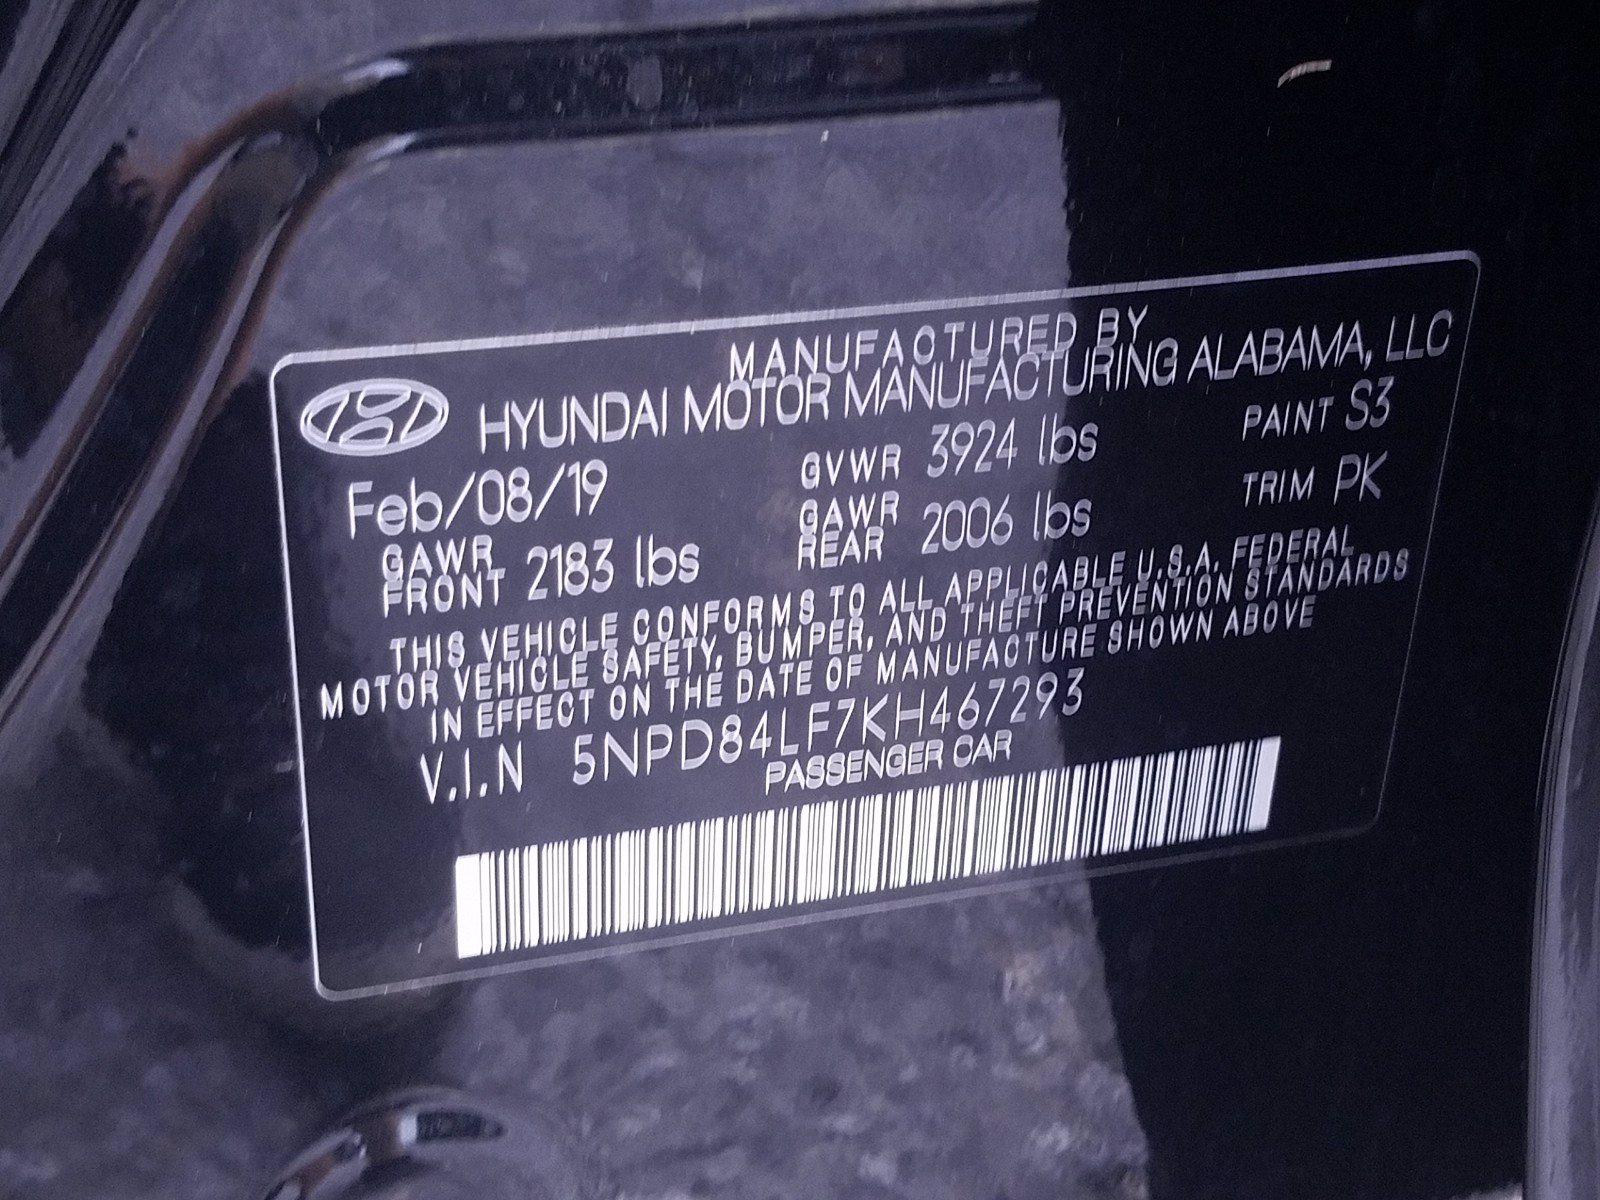 MANUFACTURED BY
HYUNDAI MOTOR MANUFACTURING ALABAMA, LLC
Feb/08/19 GVWR 3924 lbs PAINT S3
GAWR FRONT 2183 lbs GAWR REAR 2006 lbs TRIM PK
THIS VEHICLE CONFORMS TO ALL APPLICABLE U.S.A. FEDERAL
MOTOR VEHICLE SAFETY, BUMPER, AND THEFT PREVENTION STANDARDS
IN EFFECT ON THE DATE OF MANUFACTURE SHOWN ABOVE
V.I.N 5NPD84LF7KH467293
PASSENGER CAR